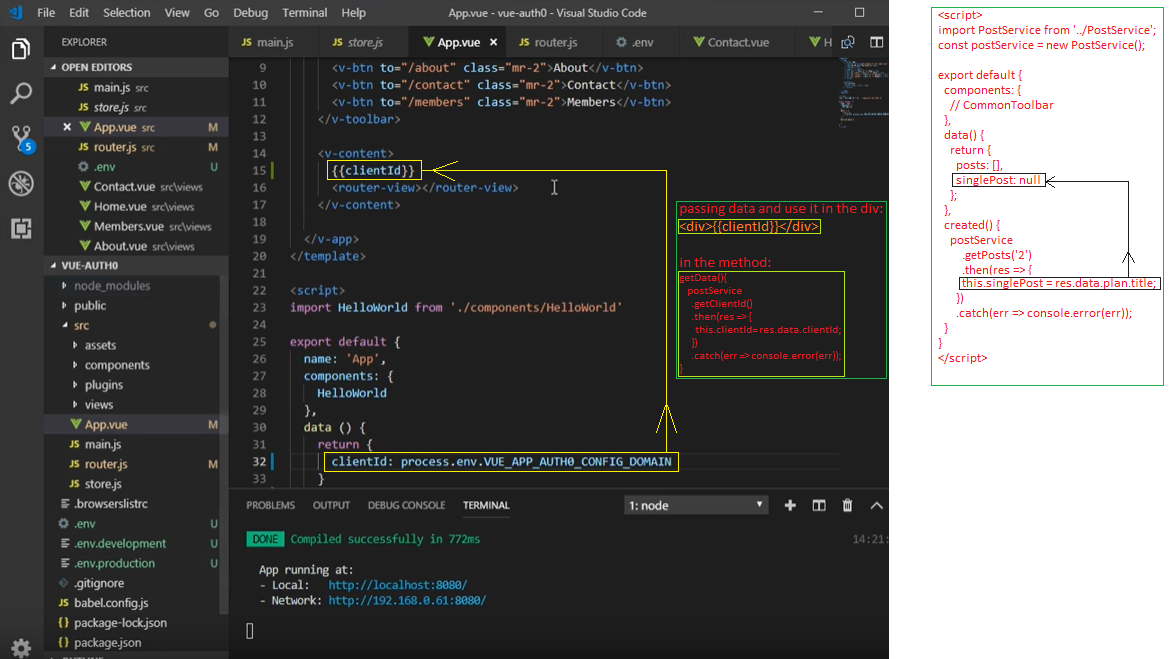 File Edit Selection View Go Debug Terminal Help
App.vue - vue-auth0 - Visual Studio Code
EXPLORER
OPEN EDITORS
JS main.js src
JS store.js src
App.vue src M
JS router.js src M
.env U
Contact.vue src\views
Home.vue src\views
Members.vue src\views
About.vue src\views
VUE-AUTH0
node_modules
public
src
assets
components
plugins
views
App.vue M
JS main.js
JS router.js M
JS store.js
.browserslistrc
.env U
.env.development U
.env.production U
.gitignore
JS babel.config.js
{} package-lock.json
{} package.json
5
JS main.js JS store.js App.vue JS router.js .env Contact.vue H
9 <v-btn to="/about" class="mr-2">About</v-btn>
10 <v-btn to="/contact" class="mr-2">Contact</v-btn>
11 <v-btn to="/members" class="mr-2">Members</v-btn>
12 </v-toolbar>
13
14 <v-content>
15 {{clientId}}
16 <router-view></router-view>
17 </v-content>
18
19 </v-app>
20 </template>
21
22 <script>
23 import HelloWorld from './components/HelloWorld'
24
25 export default {
26 name: 'App',
27 components: {
28 HelloWorld
29 },
30 data () {
31 return {
32 clientId: process.env.VUE_APP_AUTH0_CONFIG_DOMAIN
33 }
passing data and use it in the div:
<div>{{clientId}}</div>
in the method:
getData(){
postService
.getClientId()
.then(res => {
this.clientId= res.data.clientId;
})
.catch(err => console.error(err));
}
PROBLEMS OUTPUT DEBUG CONSOLE TERMINAL 1: node
DONE Compiled successfully in 772ms 14:21:
App running at:
- Local: http://localhost:8080/
- Network: http://192.168.0.61:8080/
<script>
import PostService from '../PostService';
const postService = new PostService();
export default {
components: {
// CommonToolbar
},
data() {
return {
posts: [],
singlePost: null
};
},
created() {
postService
.getPosts('2')
.then(res => {
this.singlePost = res.data.plan.title;
})
.catch(err => console.error(err));
}
}
</script>